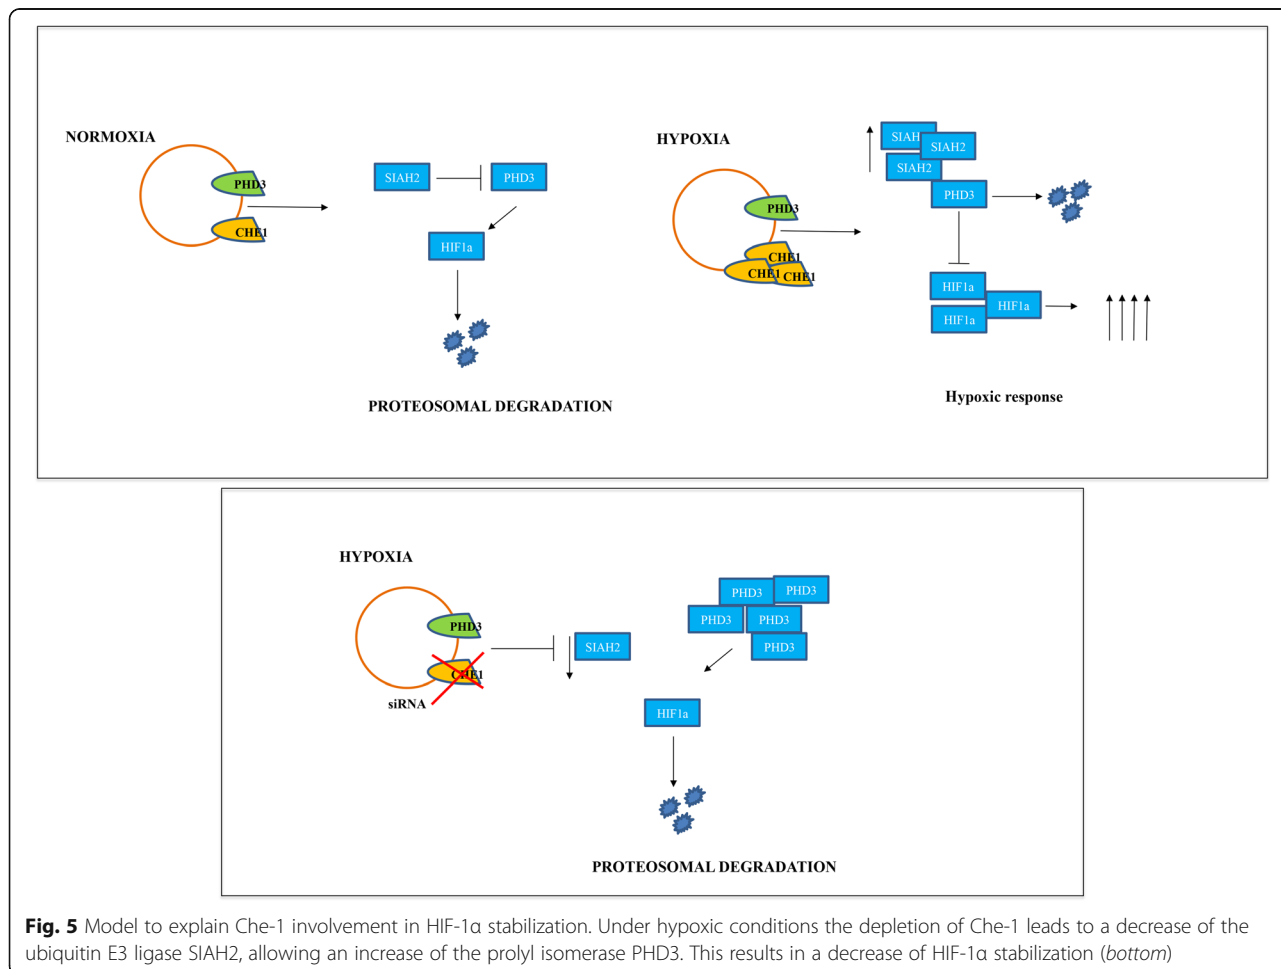 NORMOXIA
PHD3
CHE1
SIAH2
PHD3
HIF1a
PROTEOSOMAL DEGRADATION
HYPOXIA
PHD3
CHE1
CHE1
CHE1
SIAH
SIAH2
SIAH2
PHD3
HIF1a
HIF1a
HIF1a
Hypoxic response
HYPOXIA
PHD3
CHE1
siRNA
SIAH2
PHD3
PHD3
PHD3
PHD3
PHD3
HIF1a
PROTEOSOMAL DEGRADATION
Fig. 5 Model to explain Che-1 involvement in HIF-1α stabilization. Under hypoxic conditions the depletion of Che-1 leads to a decrease of the
ubiquitin E3 ligase SIAH2, allowing an increase of the prolyl isomerase PHD3. This results in a decrease of HIF-1α stabilization (bottom)